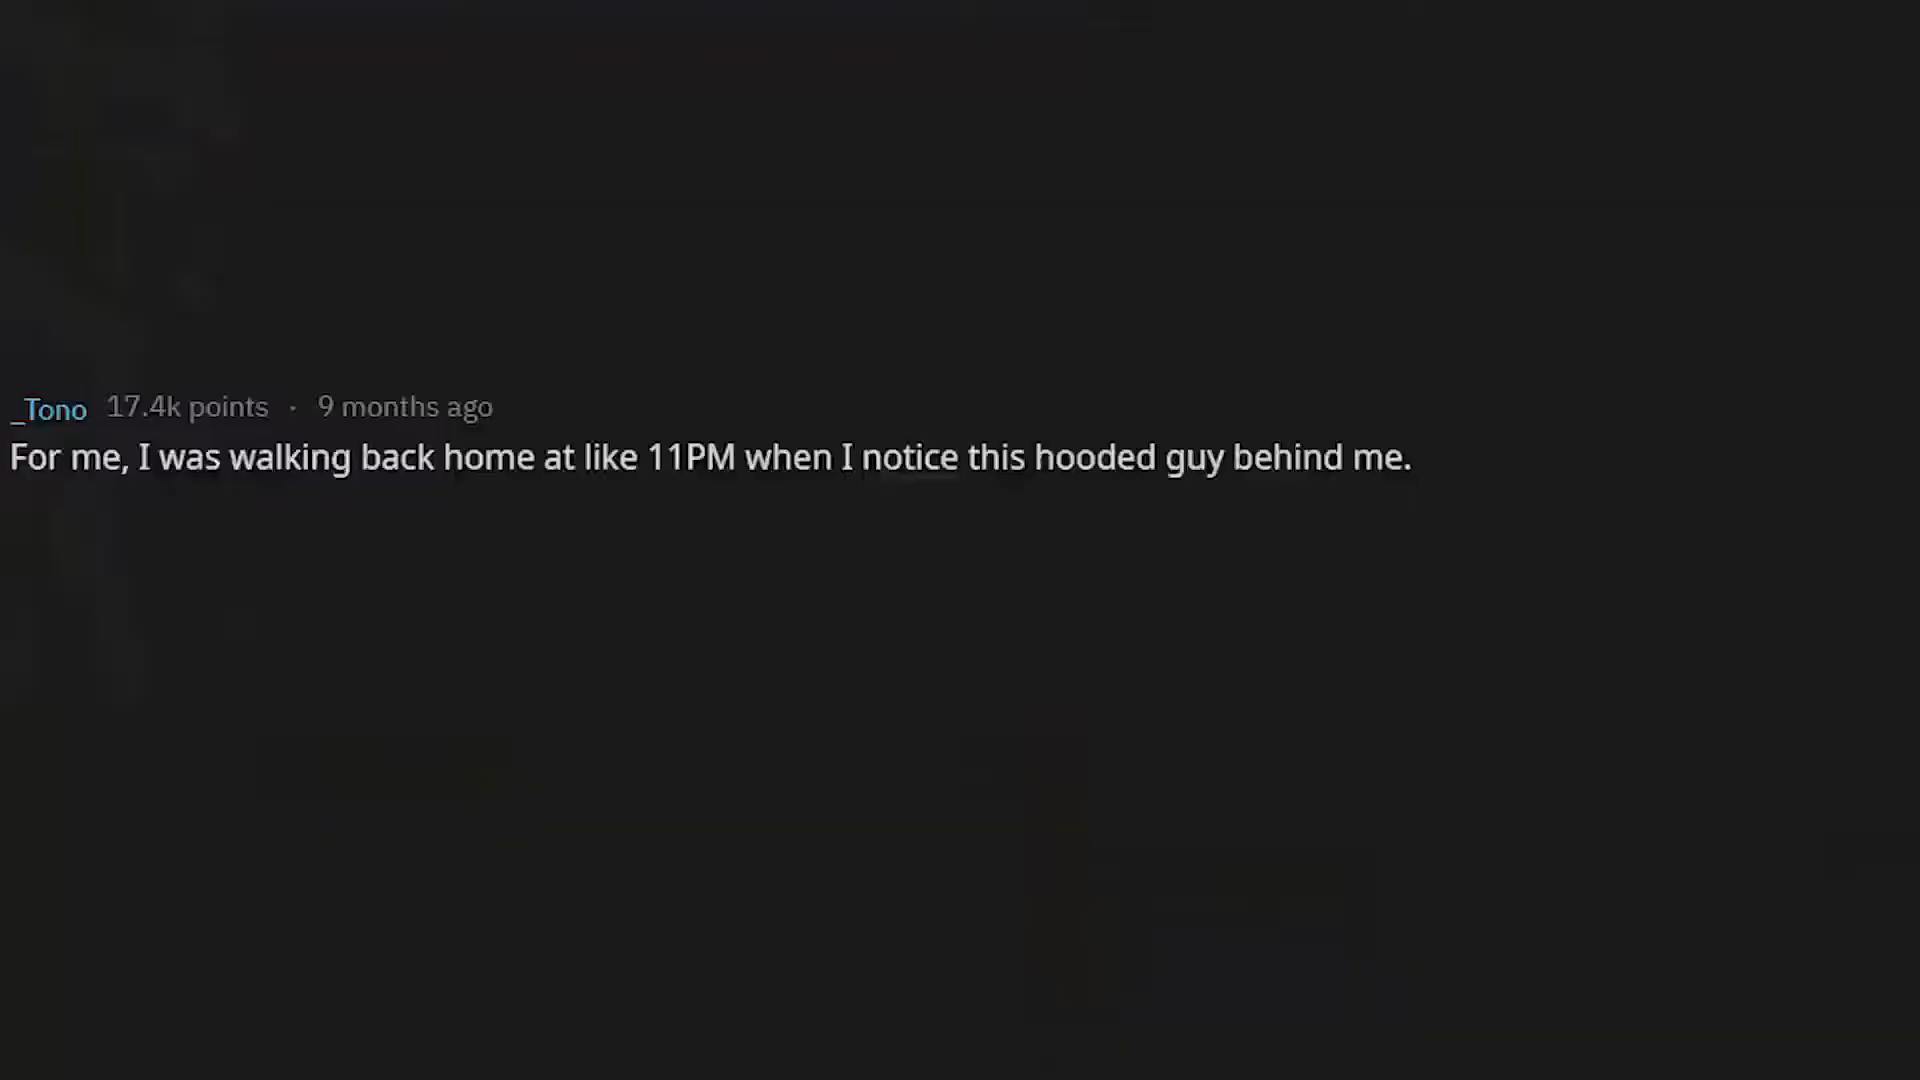 _Tono 17.4k points · 9 months ago
For me, I was walking back home at like 11PM when I notice this hooded guy behind me.